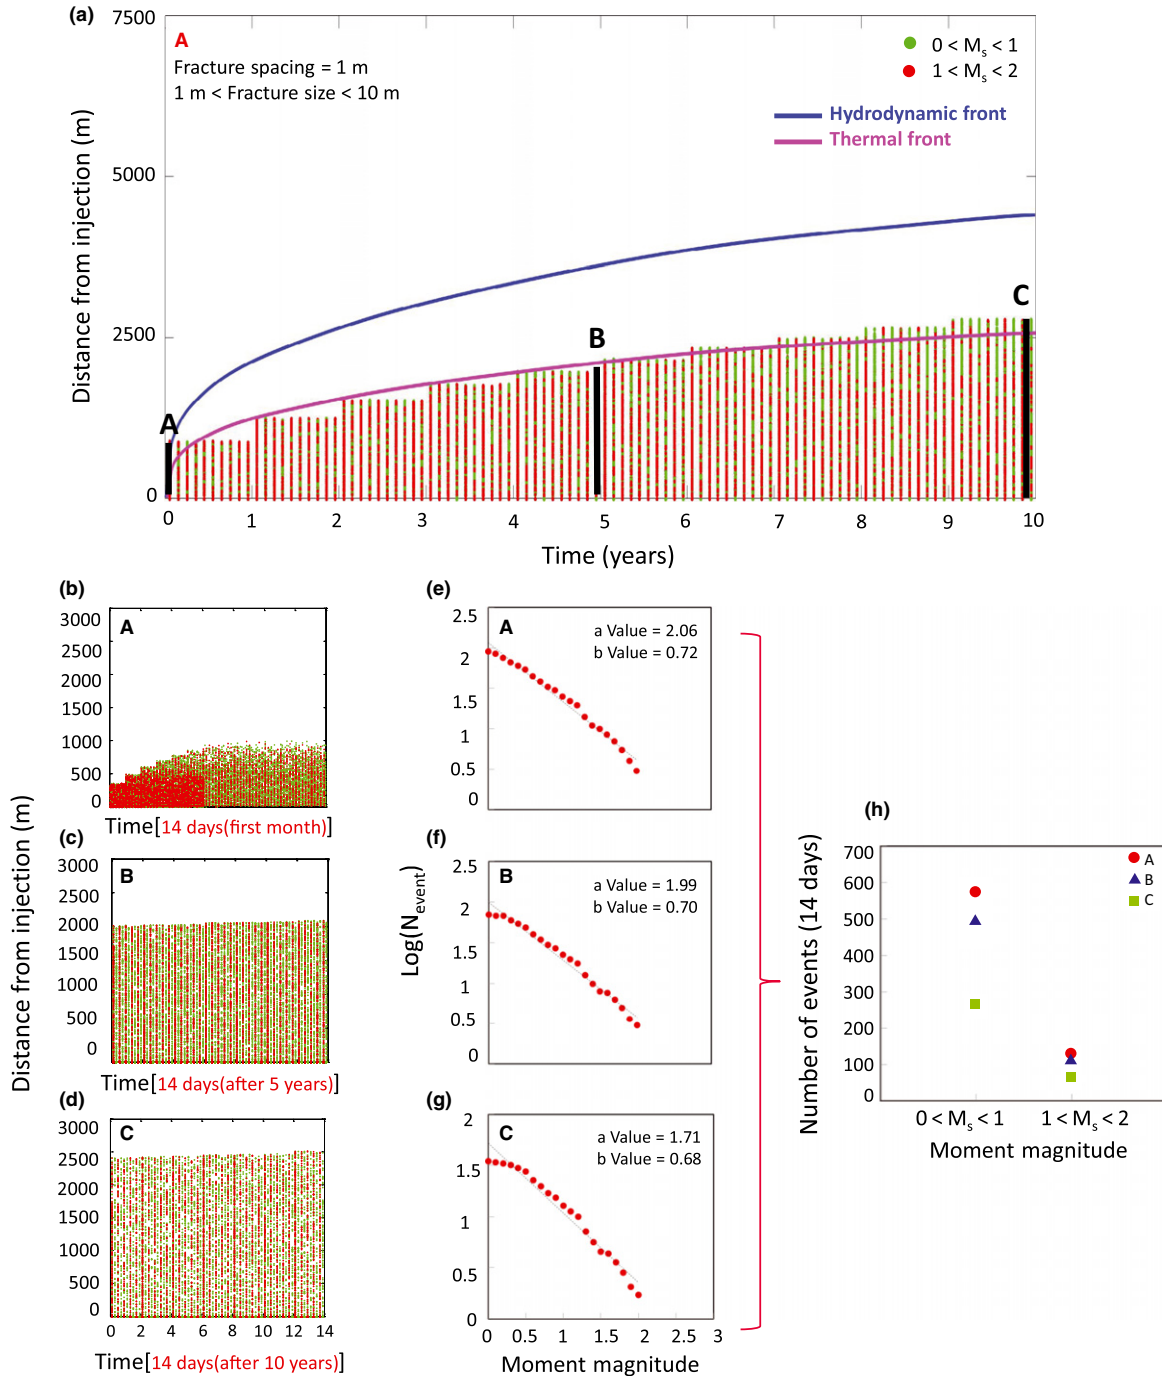 (a)
7500
5000
2500
0
Distance from injection (m)
A
Fracture spacing = 1 m
1 m < Fracture size < 10 m
0 < Ms < 1
1 < Ms < 2
Hydrodynamic front
Thermal front
A
B
C
0 1 2 3 4 5 6 7 8 9 10
Time (years)
(b)
3000
2500
2000
1500
1000
500
0
A
Time[14 days(first month)]
(c)
3000
2500
2000
1500
1000
500
0
B
Time[14 days(after 5 years)]
(d)
3000
2500
2000
1500
1000
500
0
C
0 2 4 6 8 10 12 14
Time[14 days(after 10 years)]
Distance from injection (m)
(e)
2.5
2
1.5
1
0.5
0
A
a Value = 2.06
b Value = 0.72
(f)
2.5
2
1.5
1
0.5
0
B
a Value = 1.99
b Value = 0.70
Log(Nevent)
(g)
2
1.5
1
0.5
0
C
a Value = 1.71
b Value = 0.68
0 0.5 1 1.5 2 2.5 3
Moment magnitude
(h)
700
600
500
400
300
200
100
0
Number of events (14 days)
A
B
C
0 < Ms < 1 1 < Ms < 2
Moment magnitude